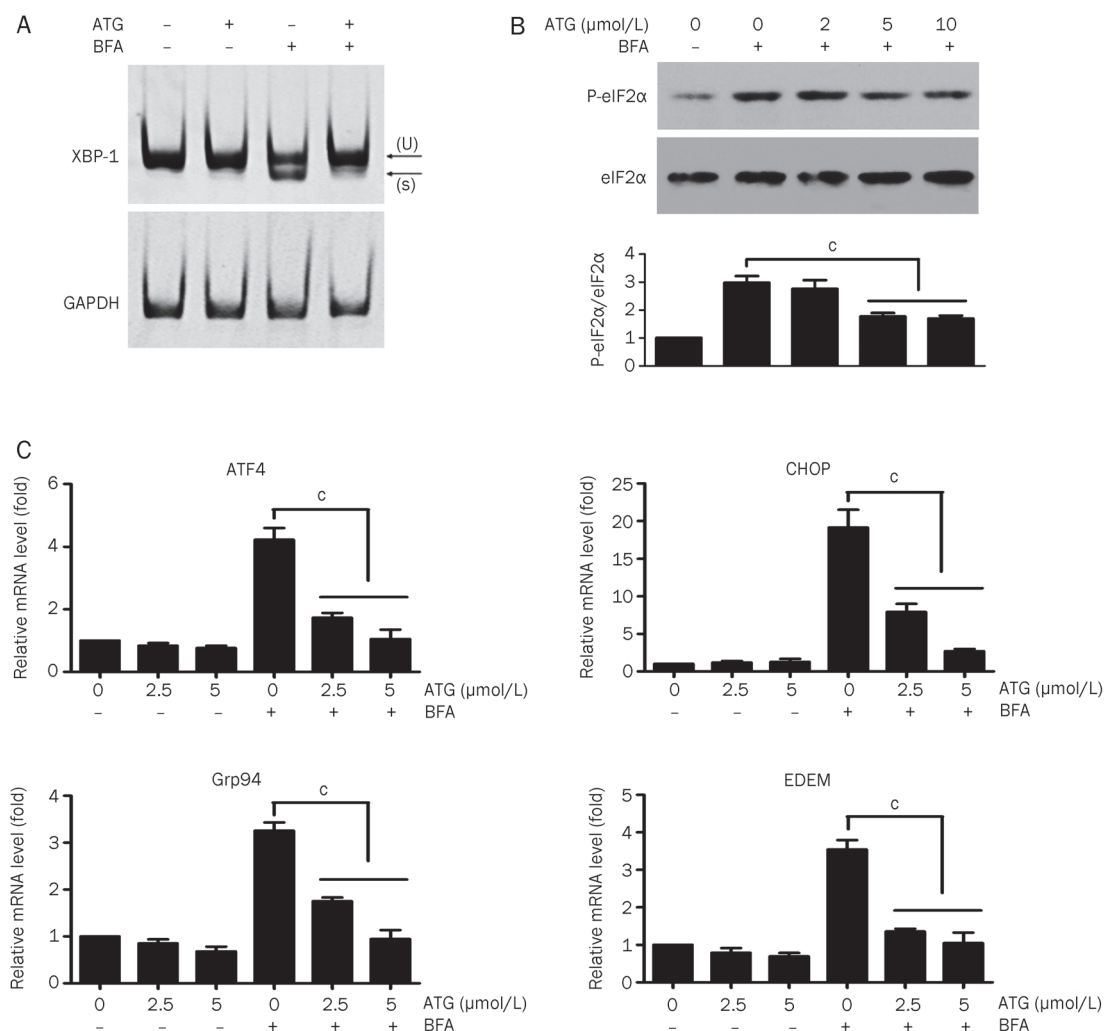 A
ATG – + – +
BFA – – + +
XBP-1
(U)
(s)
GAPDH
B
ATG (μmol/L) 0 0 2 5 10
BFA – + + + +
P-eIF2α
eIF2α
P-eIF2α/eIF2α
4
3
2
1
0
c
C
ATF4
Relative mRNA level (fold)
6
4
2
0
c
0 2.5 5 0 2.5 5 ATG (μmol/L)
– – – + + + BFA
CHOP
Relative mRNA level (fold)
25
20
15
10
5
0
c
0 2.5 5 0 2.5 5 ATG (μmol/L)
– – – + + + BFA
Grp94
Relative mRNA level (fold)
4
3
2
1
0
c
0 2.5 5 0 2.5 5 ATG (μmol/L)
– – – + + + BFA
EDEM
Relative mRNA level (fold)
5
4
3
2
1
0
c
0 2.5 5 0 2.5 5 ATG (μmol/L)
– – – + + + BFA